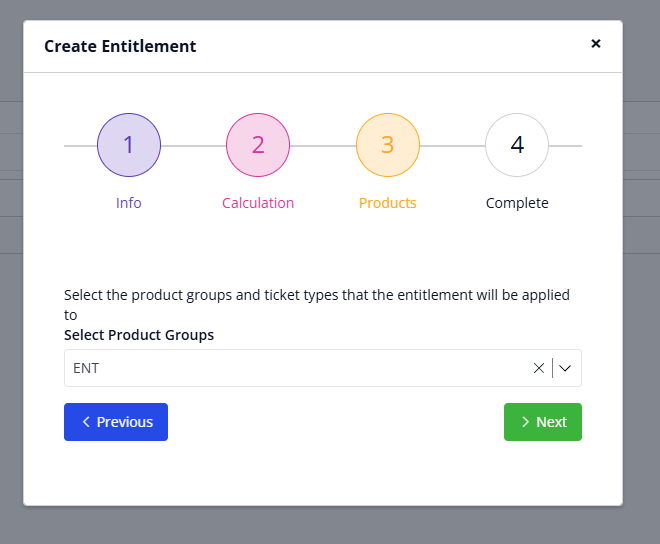 Create Entitlement
1 2 3 4
Info Calculation Products Complete
Select the product groups and ticket types that the entitlement will be applied
to
Select Product Groups
ENT
Previous Next